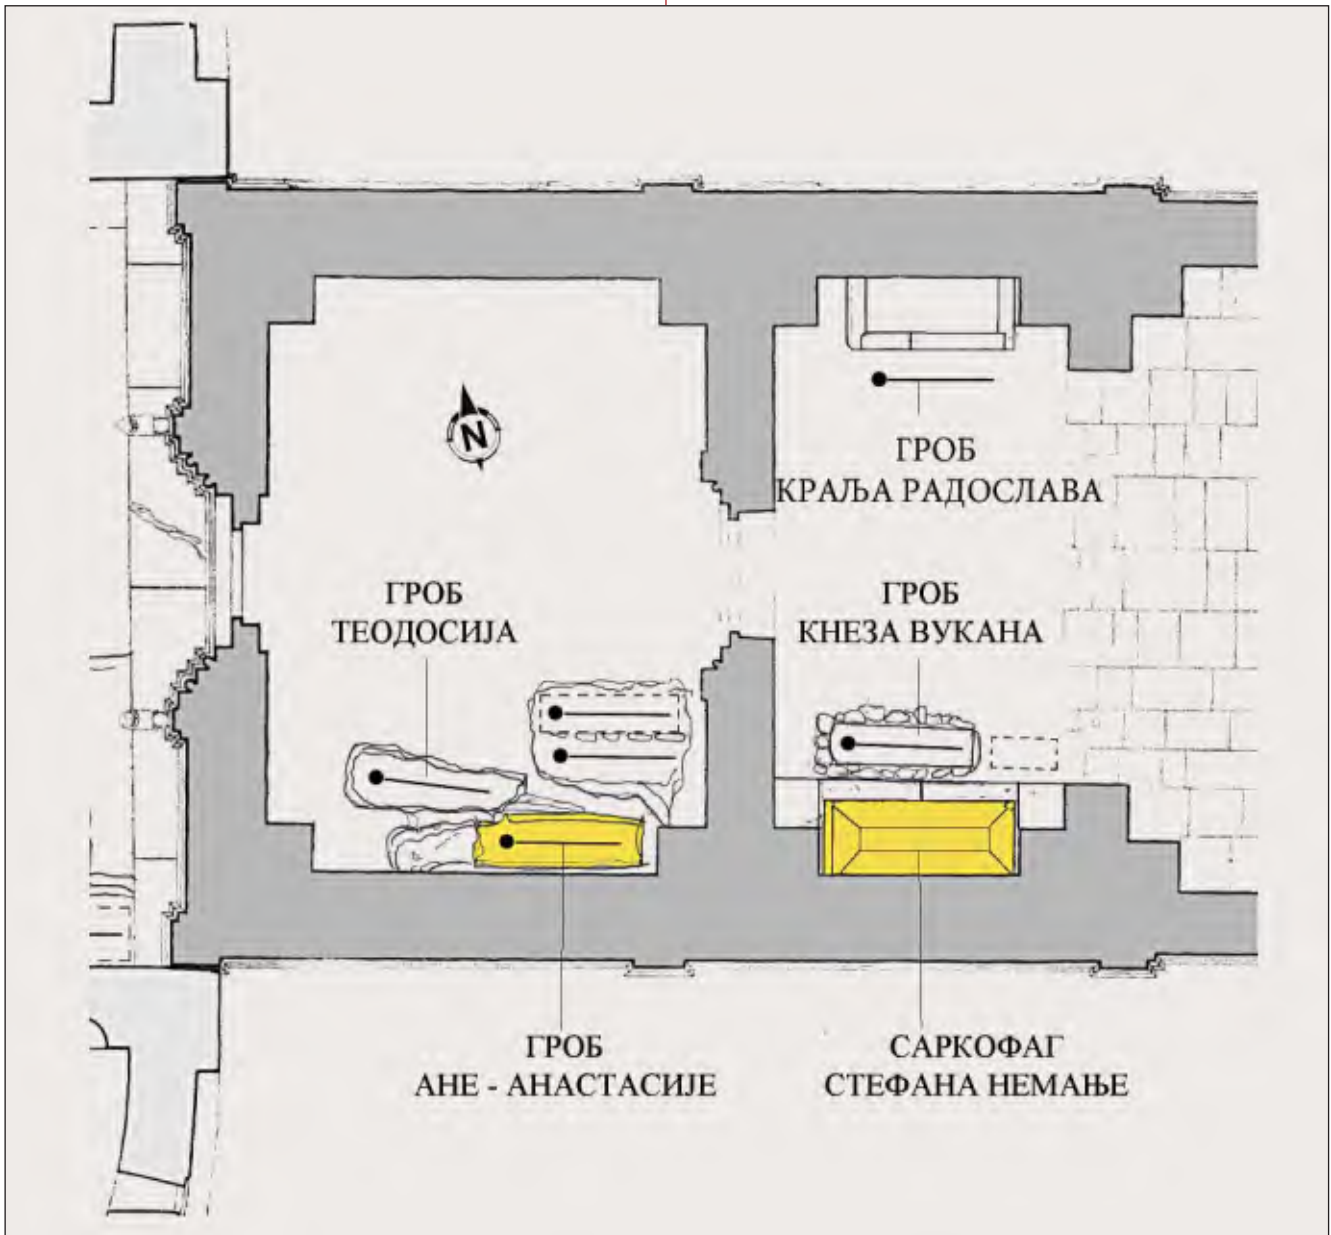 N
ГРОБ
КРАЉА РАДОСЛАВА
ГРОБ
ТЕОДОСИЈА
ГРОБ
КНЕЗА ВУКАНА
ГРОБ
АНЕ - АНАСТАСИЈЕ
САРКОФАГ
СТЕФАНА НЕМАЊЕ